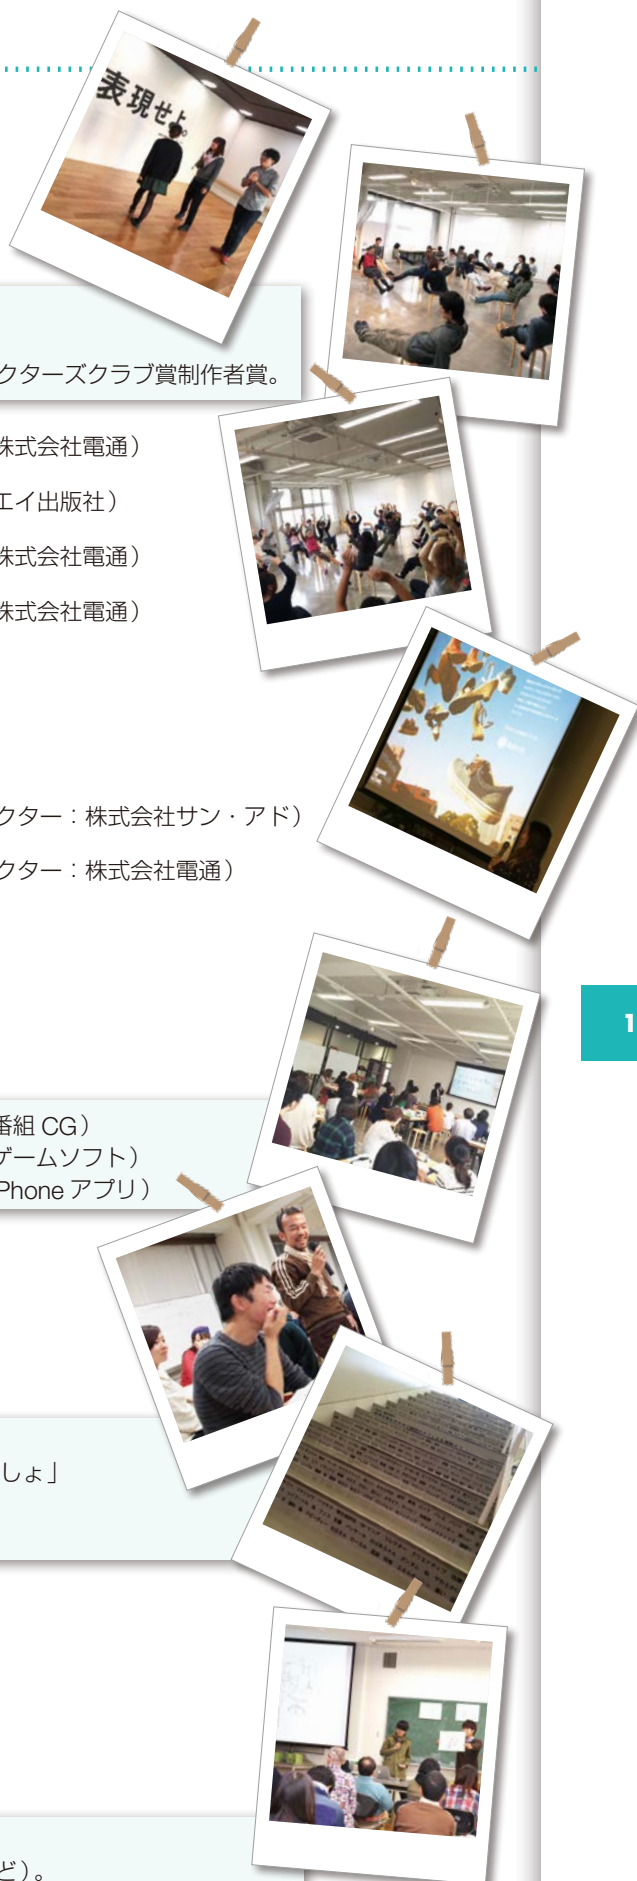 表現せよ。
クターズクラブ賞制作者賞。
株式会社電通）
エイ出版社）
株式会社電通）
株式会社電通）
クター：株式会社サン・アド）
クター：株式会社電通）
1
番組 CG）
ゲームソフト）
Phone アプリ）
しょ」
ど）。